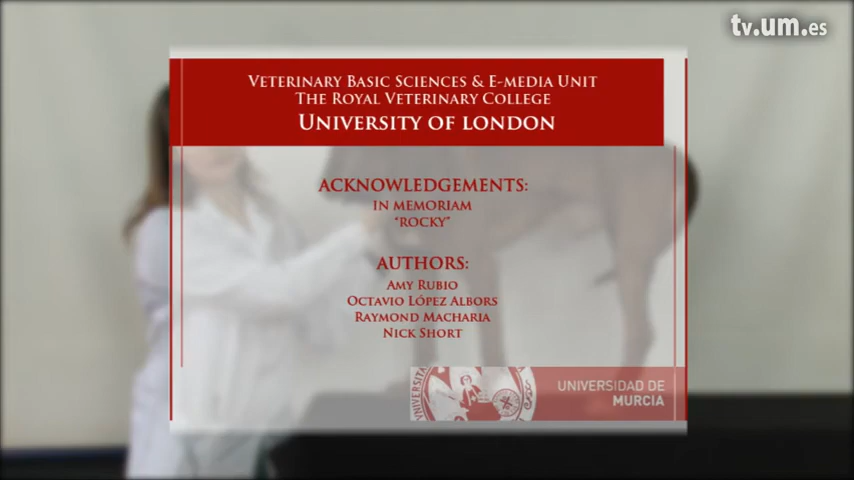 tv.um.es
VETERINARY BASIC SCIENCES & E-MEDIA UNIT
THE ROYAL VETERINARY COLLEGE
UNIVERSITY OF LONDON
ACKNOWLEDGEMENTS:
IN MEMORIAM
"ROCKY"
AUTHORS:
AMY RUBIO
OCTAVIO LÓPEZ ALBORS
RAYMOND MACHARIA
NICK SHORT
UNIVERSIDAD DE
MURCIA